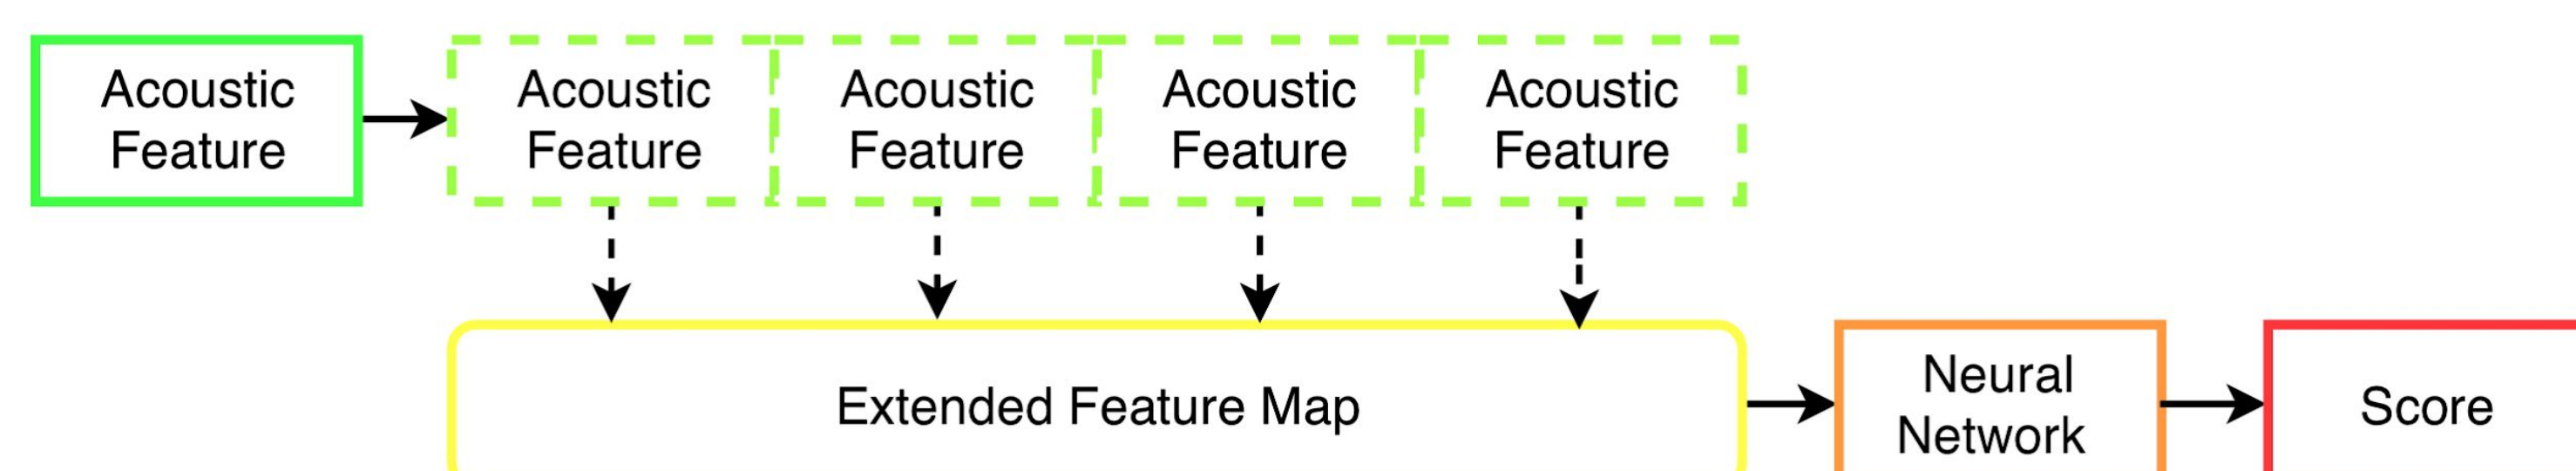 Acoustic
Feature
Acoustic
Feature
Acoustic
Feature
Acoustic
Feature
Acoustic
Feature
Extended Feature Map
Neural
Network
Score